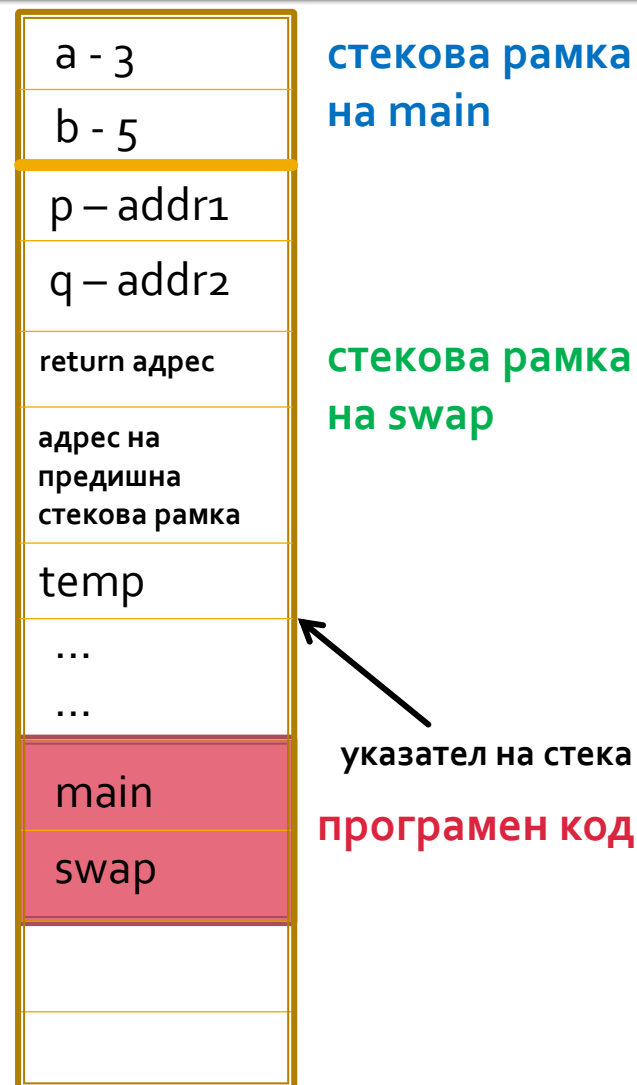 a - 3
стекова рамка
на main
b - 5
p – addr1
q – addr2
return адрес
стекова рамка
на swap
адрес на
предишна
стекова рамка
temp
...
...
указател на стека
main
програмен код
swap